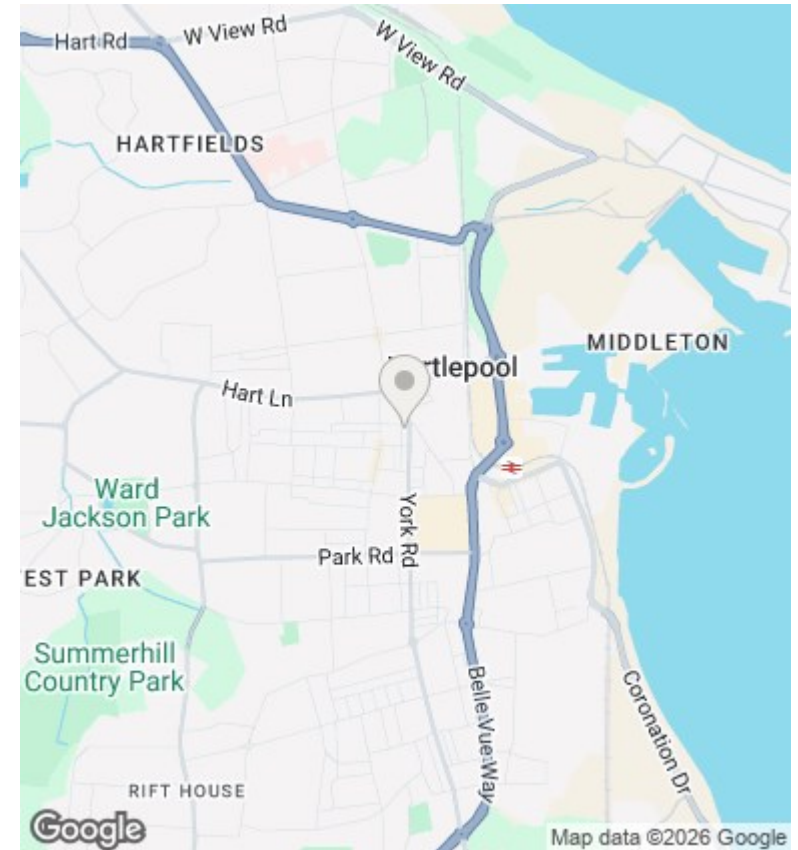 Hart Rd
W View Rd
W View Rd
HARTFIELDS
MIDDLETON
rtlepool
Hart Ln
Ward
Jackson Park
York Rd
Park Rd
EST PARK
Summerhill
Country Park
Belle Vue Way
Coronation Dr
RIFT HOUSE
Google
Map data ©2026 Google